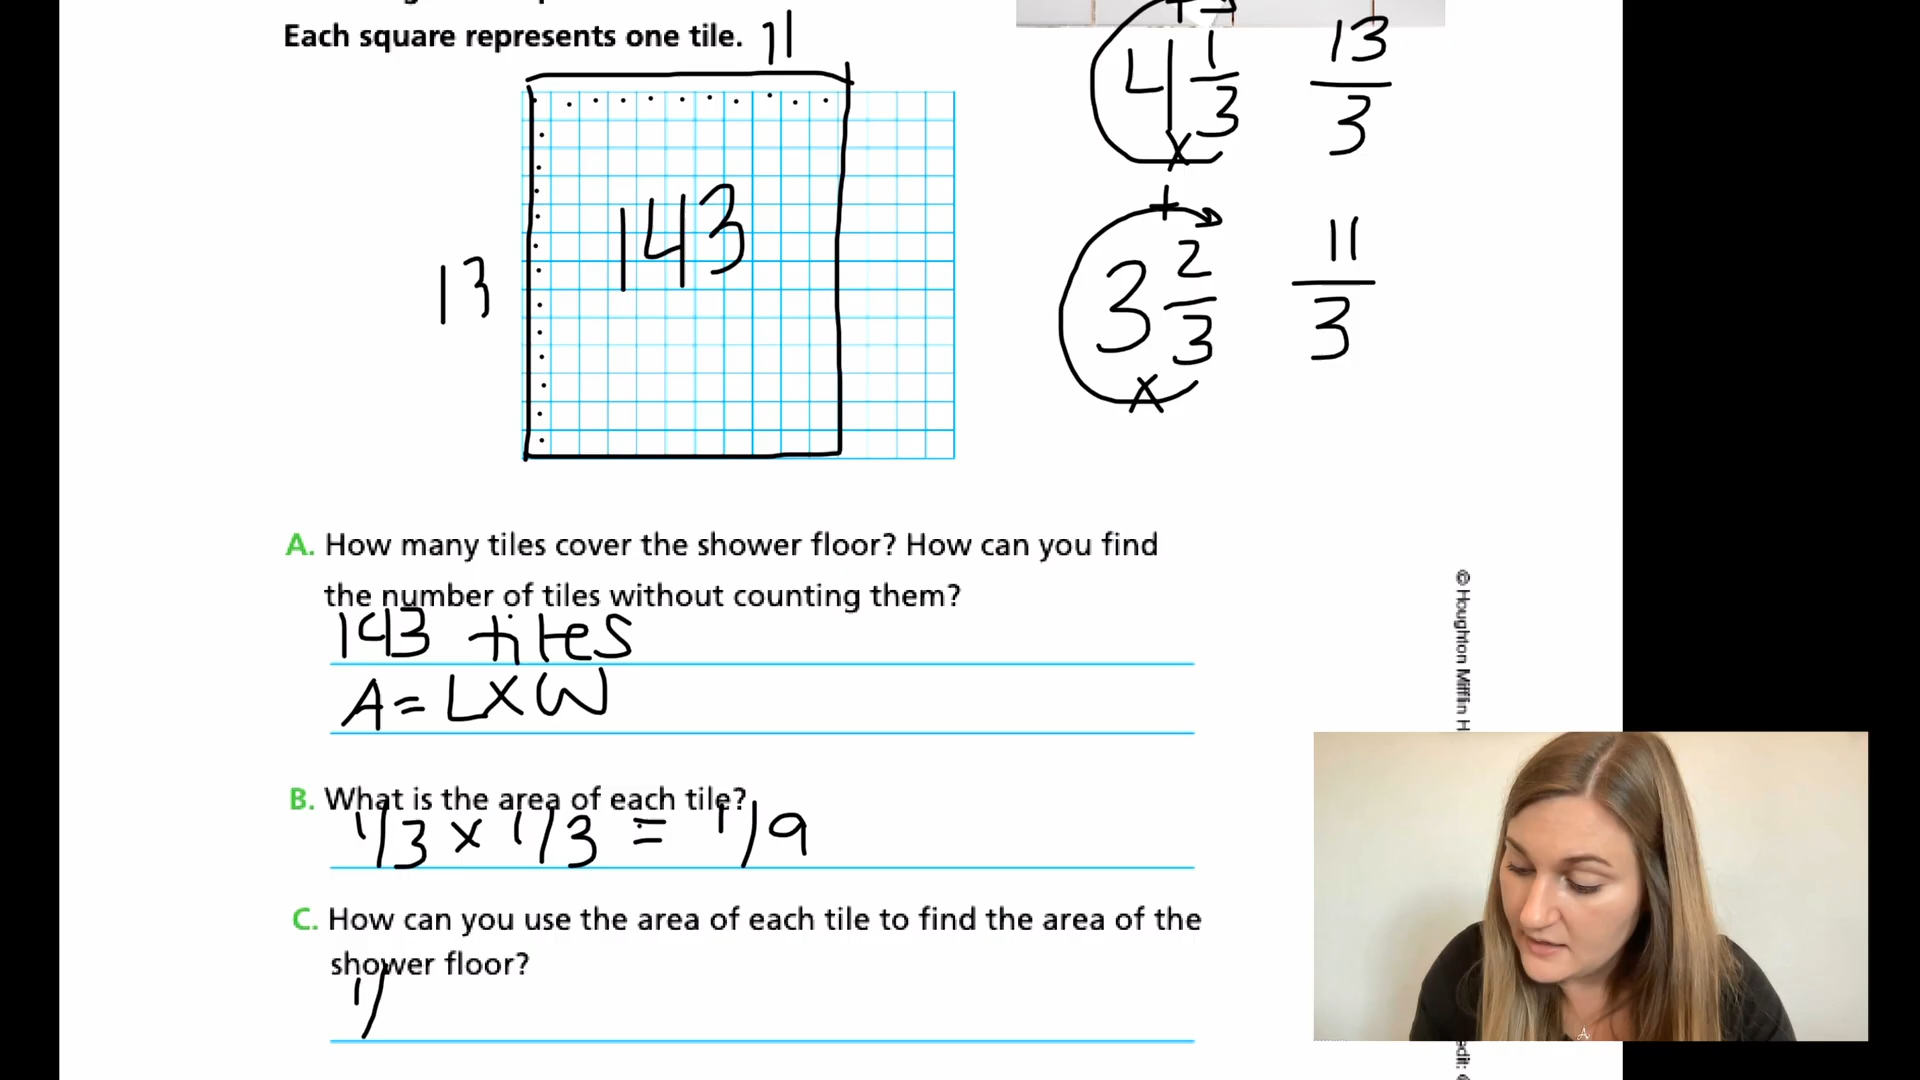 Each square represents one tile. 11
13
143
+
4 1/3
x
13/3
+
3 2/3
x
11/3
A. How many tiles cover the shower floor? How can you find
the number of tiles without counting them?
143 tiles
A = L x W
B. What is the area of each tile?
1/3 x 1/3 = 1/9
C. How can you use the area of each tile to find the area of the
shower floor?
1/
© Houghton Mifflin H
edit: